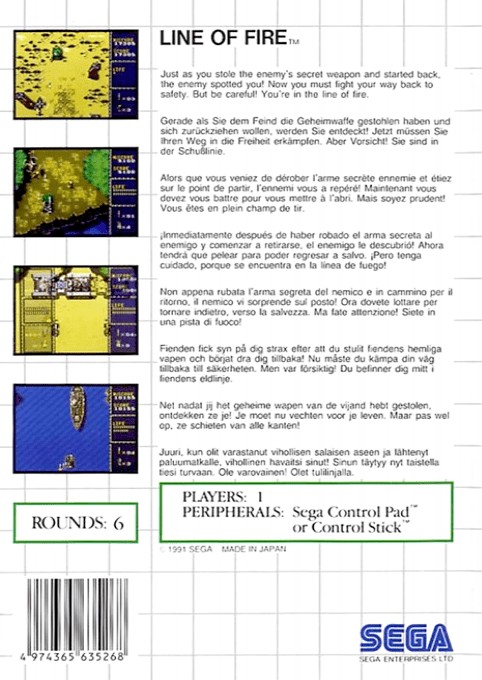 LINE OF FIRE™
Just as you stole the enemy's secret weapon and started back,
the enemy spotted you! Now you must fight your way back to
safety. But be careful! You're in the line of fire.
Gerade als Sie dem Feind die Geheimwaffe gestohlen haben und
sich zurückziehen wollen, werden Sie entdeckt! Jetzt müssen Sie
Ihren Weg in die Freiheit erkämpfen. Aber Vorsicht! Sie sind in
der Schußlinie.
Alors que vous veniez de dérober l'arme secrète ennemie et étiez
sur le point de partir, l'ennemi vous a repéré! Maintenant vous
devez vous battre pour vous mettre à l'abri. Mais soyez prudent!
Vous êtes en plein champ de tir.
¡Inmediatamente después de haber robado el arma secreta al
enemigo y comenzar a retirarse, el enemigo le descubrió! Ahora
tendrá que pelear para poder regresar a salvo. ¡Pero tenga
cuidado, porque se encuentra en la línea de fuego!
Non appena rubata l'arma segreta del nemico e in cammino per il
ritorno, il nemico vi sorprende sul posto! Ora dovete lottare per
tornare indietro, verso la salvezza. Ma fate attenzione! Siete in
una pista di fuoco!
Fienden fick syn på dig strax efter att du stulit fiendens hemliga
vapen och börjat dra dig tillbaka! Nu måste du kämpa din väg
tillbaka till säkerheten. Men var försiktig! Du befinner dig mitt i
fiendens eldlinje.
Net nadat jij het geheime wapen van de vijand hebt gestolen,
ontdekken ze je! Je moet nu vechten voor je leven. Maar pas wel
op, ze schieten van alle kanten!
Juuri, kun olit varastanut vihollisen salaisen aseen ja lähtenyt
paluumatkalle, vihollinen havaitsi sinut! Sinun täytyy nyt taistella
tiesi turvaan. Ole varovainen! Olet tulilinjalla.
ROUNDS: 6
PLAYERS: 1
PERIPHERALS: Sega Control Pad™
or Control Stick™
© 1991 SEGA MADE IN JAPAN
4 974365 635268
SEGA
SEGA ENTERPRISES LTD